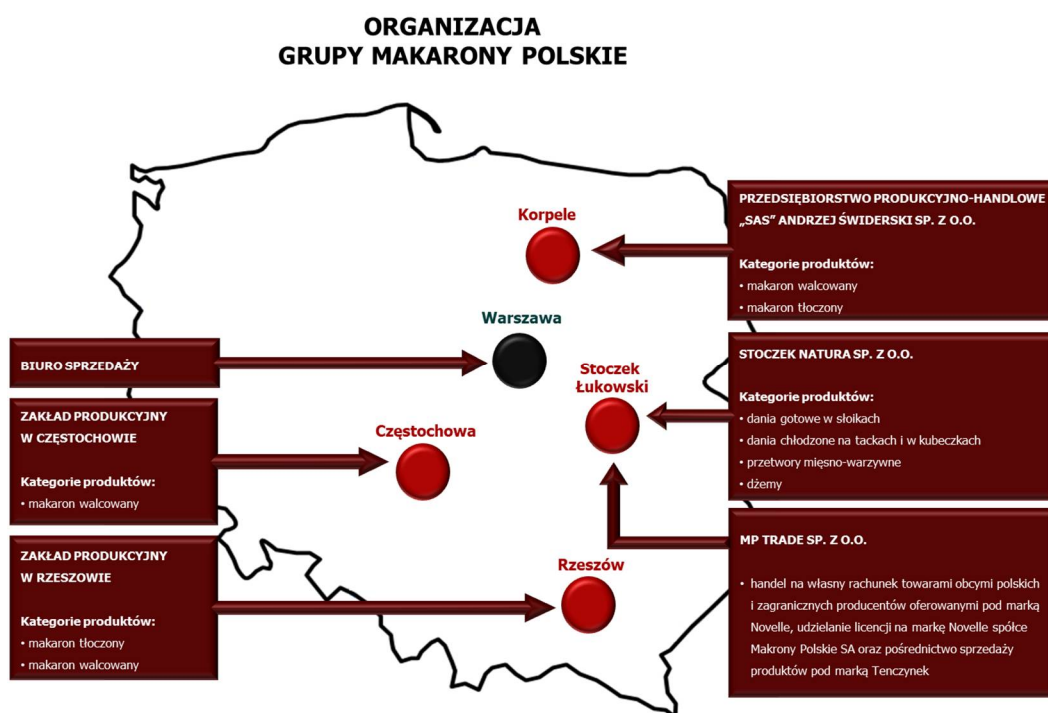 ORGANIZACJA
GRUPY MAKARONY POLSKIE
Korpele
Warszawa
Stoczek
Łukowski
Częstochowa
Rzeszów
BIURO SPRZEDAŻY
ZAKŁAD PRODUKCYJNY
W CZĘSTOCHOWIE
Kategorie produktów:
• makaron walcowany
ZAKŁAD PRODUKCYJNY
W RZESZOWIE
Kategorie produktów:
• makaron tłoczony
• makaron walcowany
PRZEDSIĘBIORSTWO PRODUKCYJNO-HANDLOWE
„SAS” ANDRZEJ ŚWIDERSKI SP. Z O.O.
Kategorie produktów:
• makaron walcowany
• makaron tłoczony
STOCZEK NATURA SP. Z O.O.
Kategorie produktów:
• dania gotowe w słoikach
• dania chłodzone na tackach i w kubeczkach
• przetwory mięsno-warzywne
• dżemy
MP TRADE SP. Z O.O.
• handel na własny rachunek towarami obcymi polskich
i zagranicznych producentów oferowanymi pod marką
Novelle, udzielanie licencji na markę Novelle spółce
Makrony Polskie SA oraz pośrednictwo sprzedaży
produktów pod marką Tenczynek